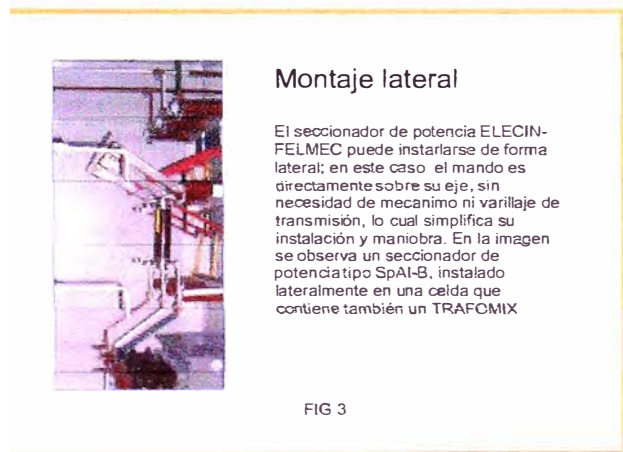 Montaje lateral
El seccionador de potencia ELECIN-
FELMEC puede instarlarse de forma
lateral; en este caso el mando es
directamente sobre su eje, sin
necesidad de mecanimo ni varillaje de
transmisión, lo cual simplifica su
instalación y maniobra. En la imagen
se observa un seccionador de
potencia tipo SpAI-B, instalado
lateralmente en una celda que
contiene también un TRAFOMIX
FIG 3